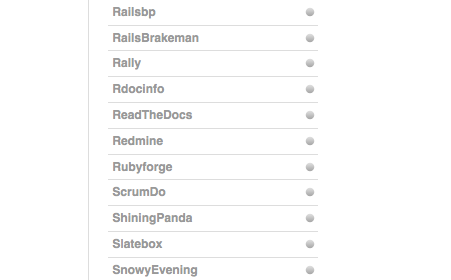 Railsbp
RailsBrakeman
Rally
Rdocinfo
ReadTheDocs
Redmine
Rubyforge
ScrumDo
ShiningPanda
Slatebox
SnowyEvening